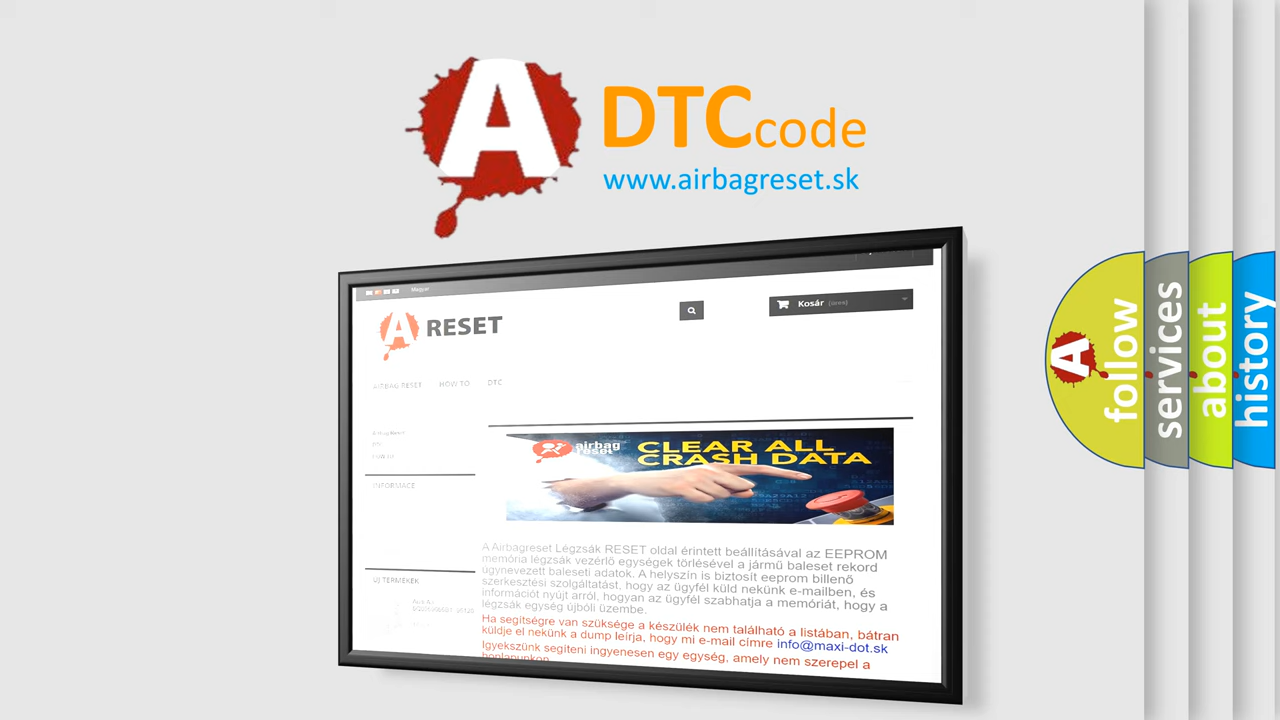 A DTCcode
www.airbagreset.sk
Magyar
A RESET
Kosár (üres)
AIRBAG RESET HOW TO DTC
INFORMACE
airbag
reset
CLEAR ALL
CRASH DATA
A Airbagreset Légzsák RESET oldal érintett beállításával az EEPROM
memória légzsák vezérlő egységek törlésével a jármű baleset rekord
úgynevezett baleseti adatok. A helyszín is biztosít eeprom billenő
szerkesztési szolgáltatást, hogy az ügyfél küld nekünk e-mailben, és
információt nyújt arról, hogyan az ügyfél szabhatja a memóriát, hogy a
légzsák egység újbóli üzembe.
Ha segítségre van szüksége a készülék nem található a listában, bátran
küldje el nekünk a dump leírja, hogy mi e-mail címre info@maxi-dot.sk
Igyekszünk segíteni ingyenesen egy egység, amely nem szerepel a
honlapunkon
ÚJ TERMÉKEK
A follow
services
about
history